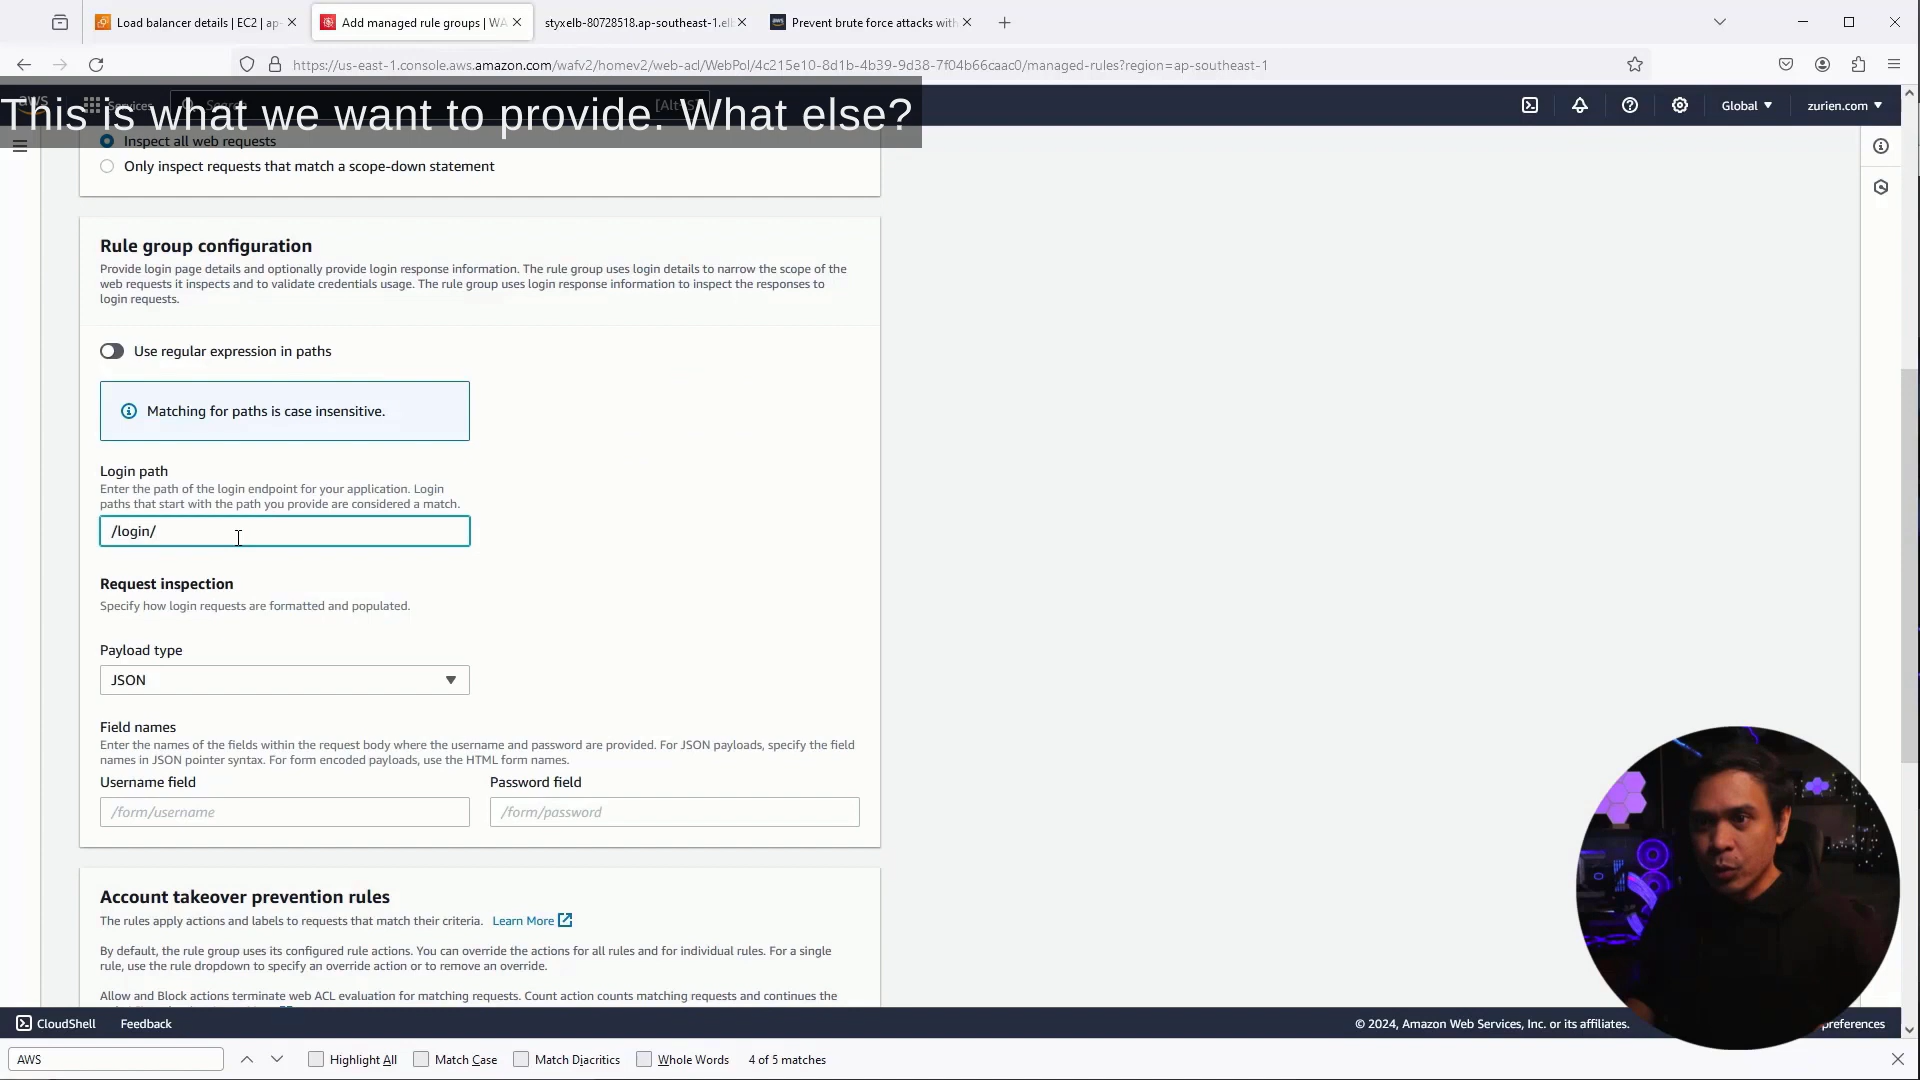 Load balancer details | EC2 | ap-
Add managed rule groups | WA
styxelb-80728518.ap-southeast-1.el
Prevent brute force attacks with
https://us-east-1.console.aws.amazon.com/wafv2/homev2/web-acl/WebPol/4c215e10-8d1b-4b39-9d38-7f04b66caac0/managed-rules?region=ap-southeast-1
aws
Services
Search
[Alt+S]
Global
zurien.com
This is what we want to provide. What else?
Inspect all web requests
Only inspect requests that match a scope-down statement
Rule group configuration
Provide login page details and optionally provide login response information. The rule group uses login details to narrow the scope of the
web requests it inspects and to validate credentials usage. The rule group uses login response information to inspect the responses to
login requests.
Use regular expression in paths
Matching for paths is case insensitive.
Login path
Enter the path of the login endpoint for your application. Login
paths that start with the path you provide are considered a match.
/login/
Request inspection
Specify how login requests are formatted and populated.
Payload type
JSON
Field names
Enter the names of the fields within the request body where the username and password are provided. For JSON payloads, specify the field
names in JSON pointer syntax. For form encoded payloads, use the HTML form names.
Username field
Password field
/form/username
/form/password
Account takeover prevention rules
The rules apply actions and labels to requests that match their criteria. Learn More
By default, the rule group uses its configured rule actions. You can override the actions for all rules and for individual rules. For a single
rule, use the rule dropdown to specify an override action or to remove an override.
Allow and Block actions terminate web ACL evaluation for matching requests. Count action counts matching requests and continues the
CloudShell
Feedback
© 2024, Amazon Web Services, Inc. or its affiliates.
preferences
AWS
Highlight All
Match Case
Match Diacritics
Whole Words
4 of 5 matches